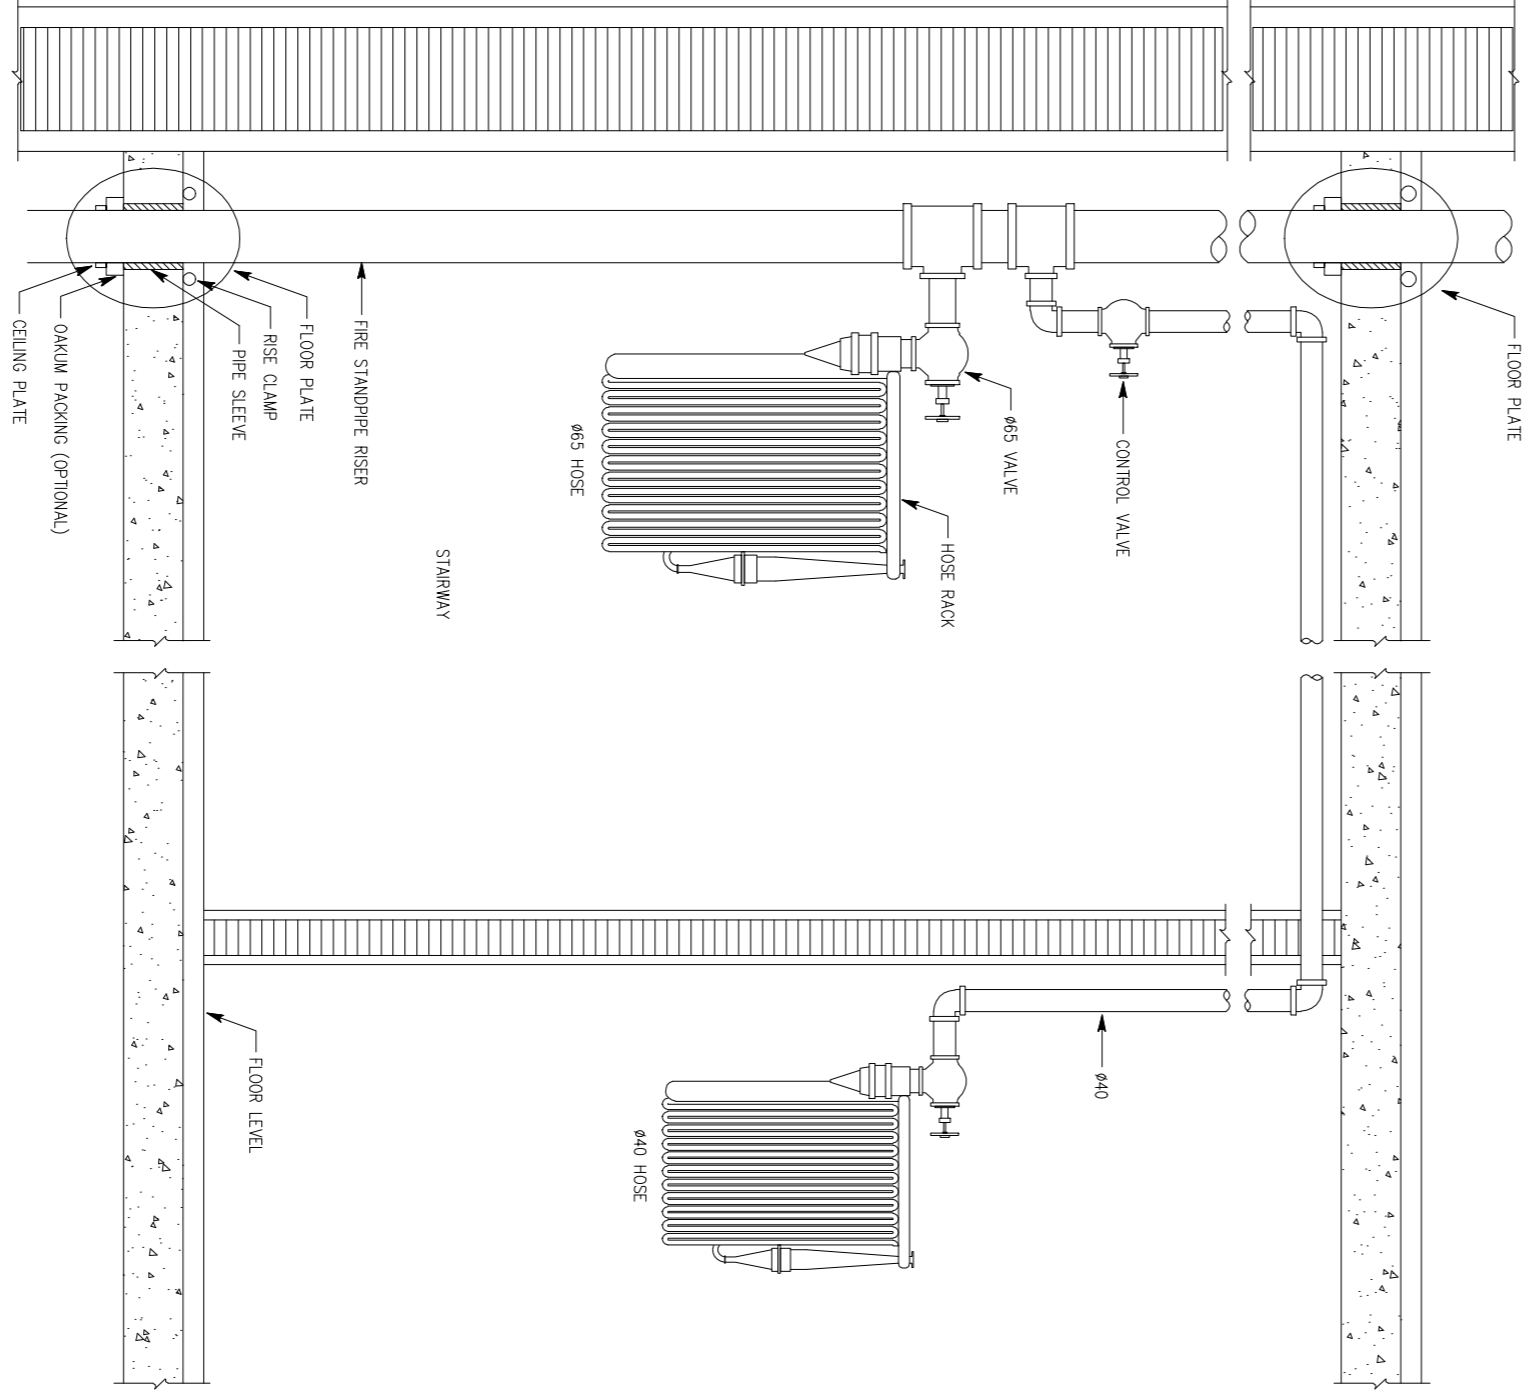 FLOOR PLATE
CONTROL VALVE
Ø65 VALVE
HOSE RACK
Ø65 HOSE
STAIRWAY
FIRE STANDPIPE RISER
FLOOR PLATE
RISE CLAMP
PIPE SLEEVE
OAKUM PACKING (OPTIONAL)
CEILING PLATE
Ø40
Ø40 HOSE
FLOOR LEVEL